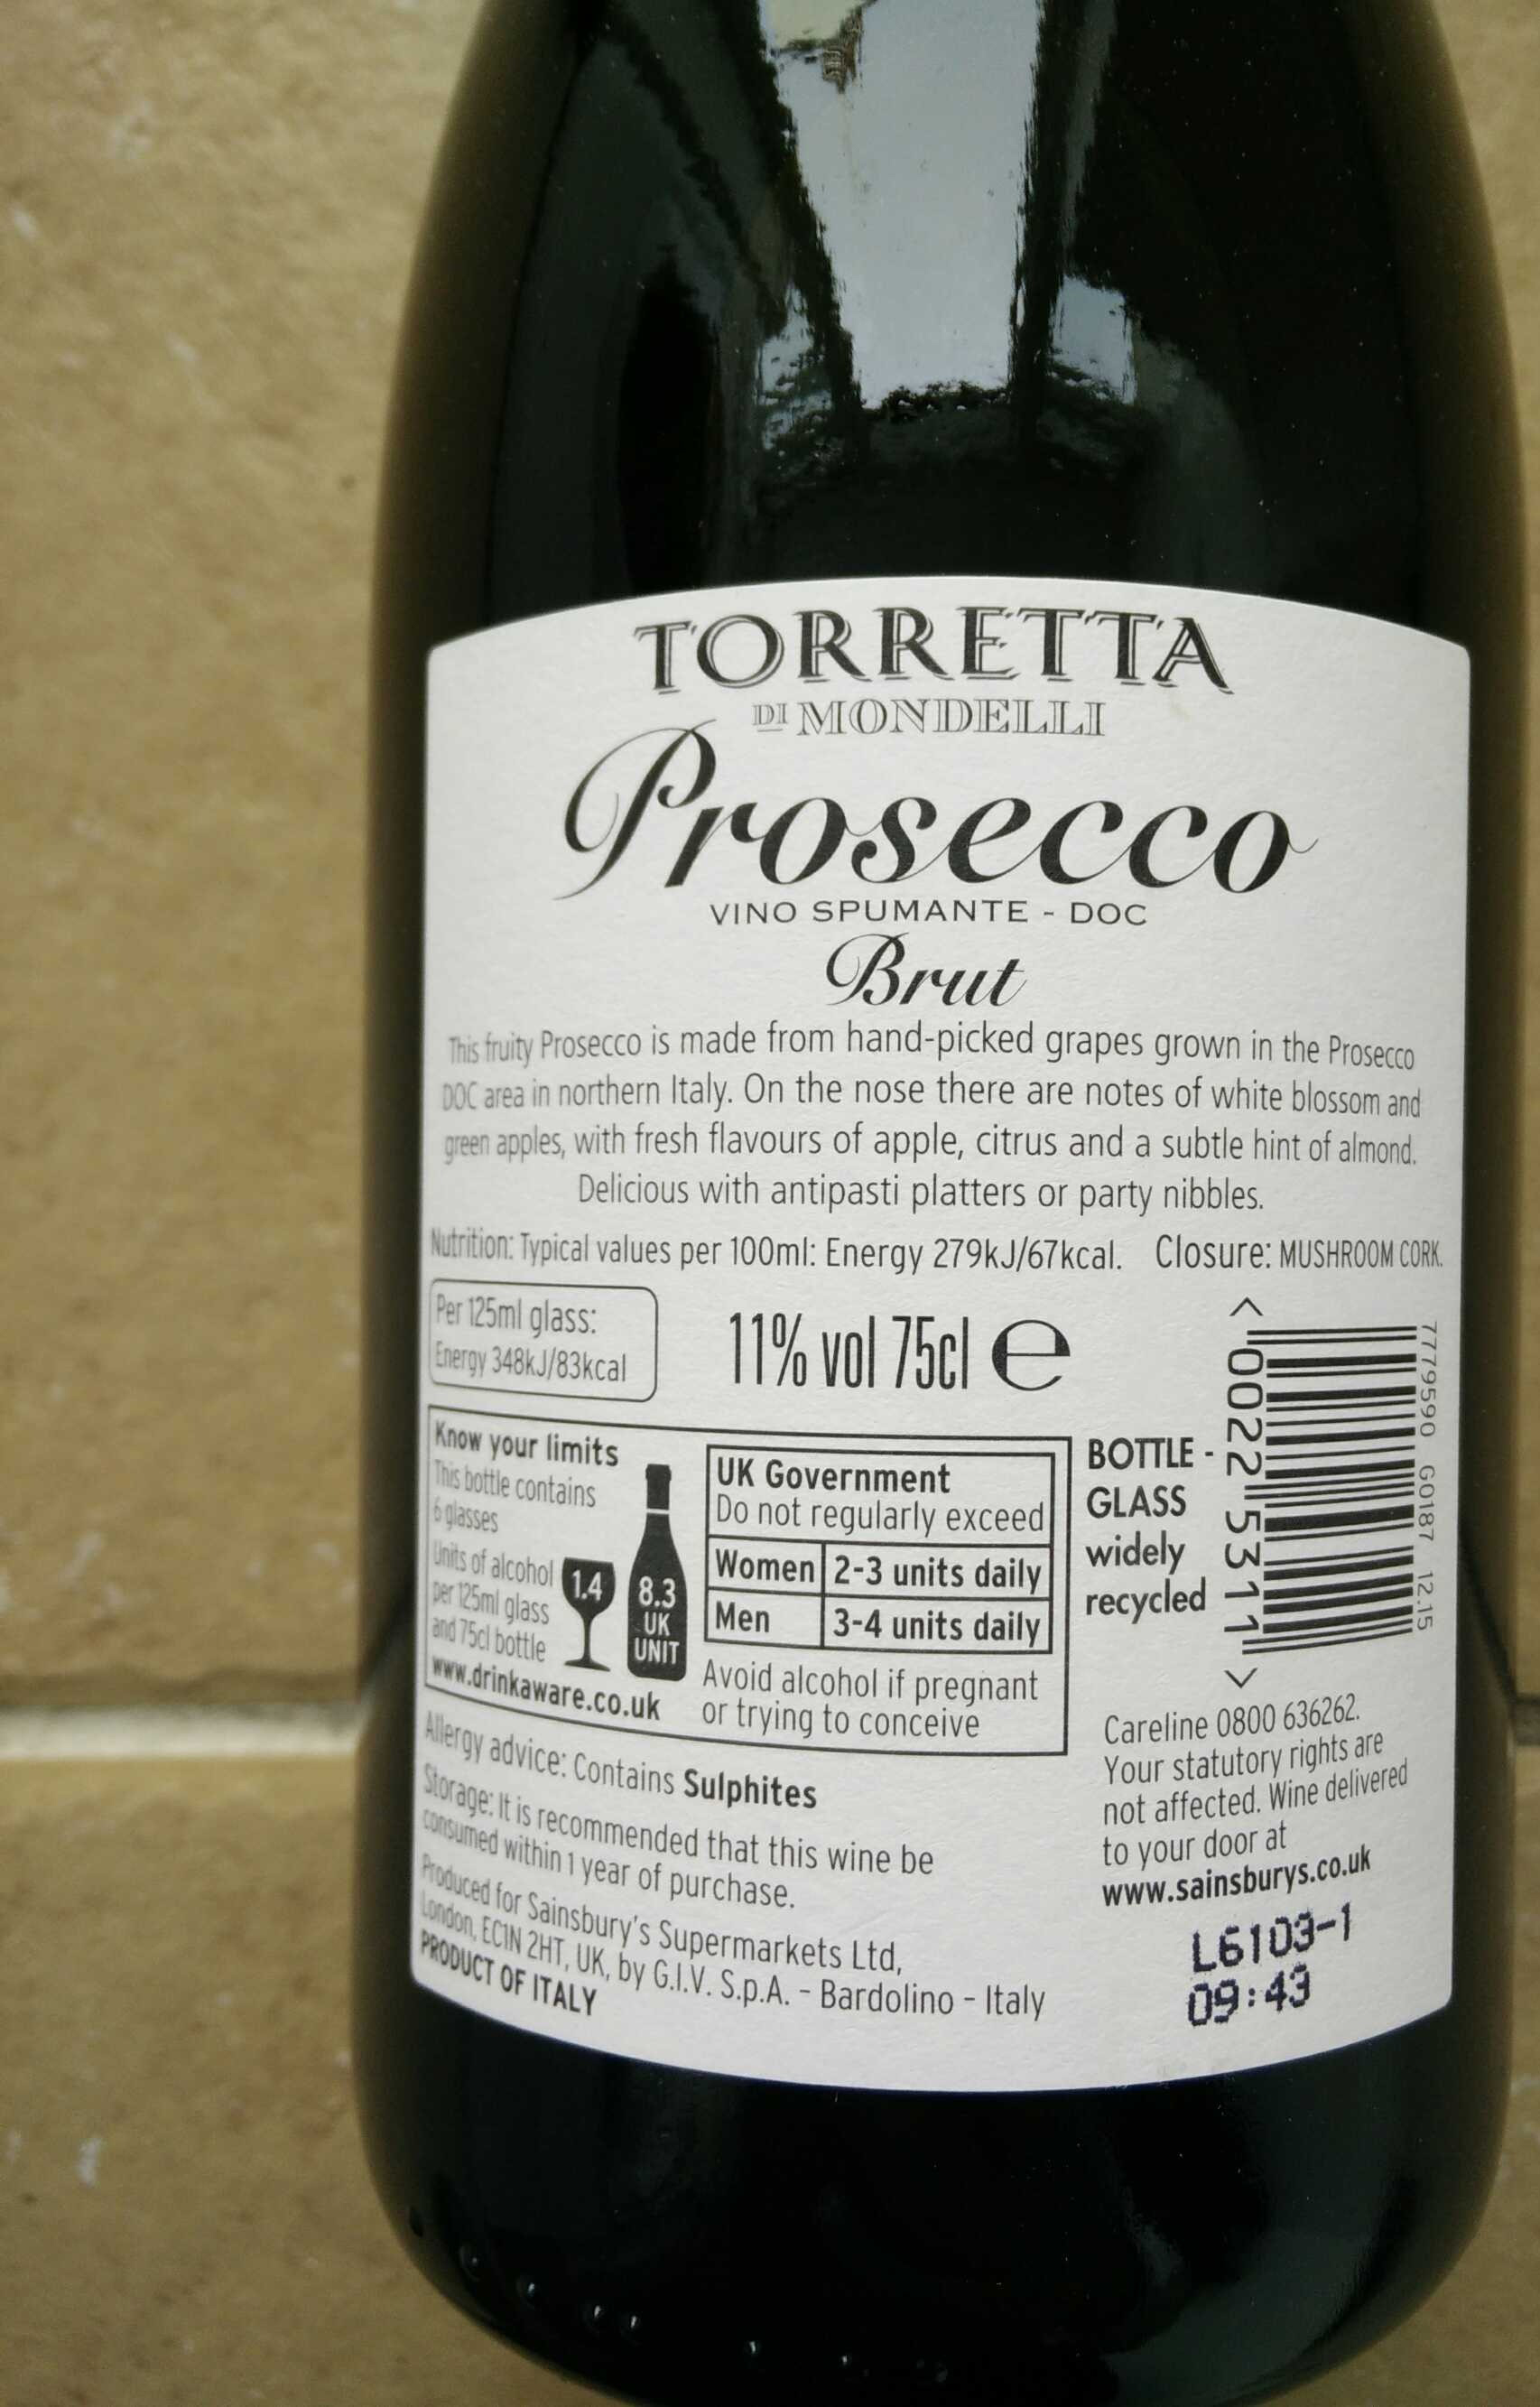 TORRETTA
DI MONDELLI
Prosecco
VINO SPUMANTE - DOC
Brut
This fruity Prosecco is made from hand-picked grapes grown in the Prosecco
DOC area in northern Italy. On the nose there are notes of white blossom and
green apples, with fresh flavours of apple, citrus and a subtle hint of almond.
Delicious with antipasti platters or party nibbles.
Nutrition: Typical values per 100ml: Energy 279kJ/67kcal. Closure: MUSHROOM CORK.
Per 125ml glass:
Energy 348kJ/83kcal
11% vol 75cl e
Know your limits
This bottle contains
6 glasses
Units of alcohol
per 125ml glass
and 75cl bottle
www.drinkaware.co.uk
1.4
8.3
UK
UNIT
UK Government
Do not regularly exceed
Women 2-3 units daily
Men 3-4 units daily
Avoid alcohol if pregnant
or trying to conceive
BOTTLE -
GLASS
widely
recycled
< 0022 5311 >
7779590 G0187 12.15
Allergy advice: Contains Sulphites
Storage: It is recommended that this wine be
consumed within 1 year of purchase.
Produced for Sainsbury's Supermarkets Ltd,
London, EC1N 2HT, UK, by G.I.V. S.p.A. - Bardolino - Italy
PRODUCT OF ITALY
Careline 0800 636262.
Your statutory rights are
not affected. Wine delivered
to your door at
www.sainsburys.co.uk
L6103-1
09:43